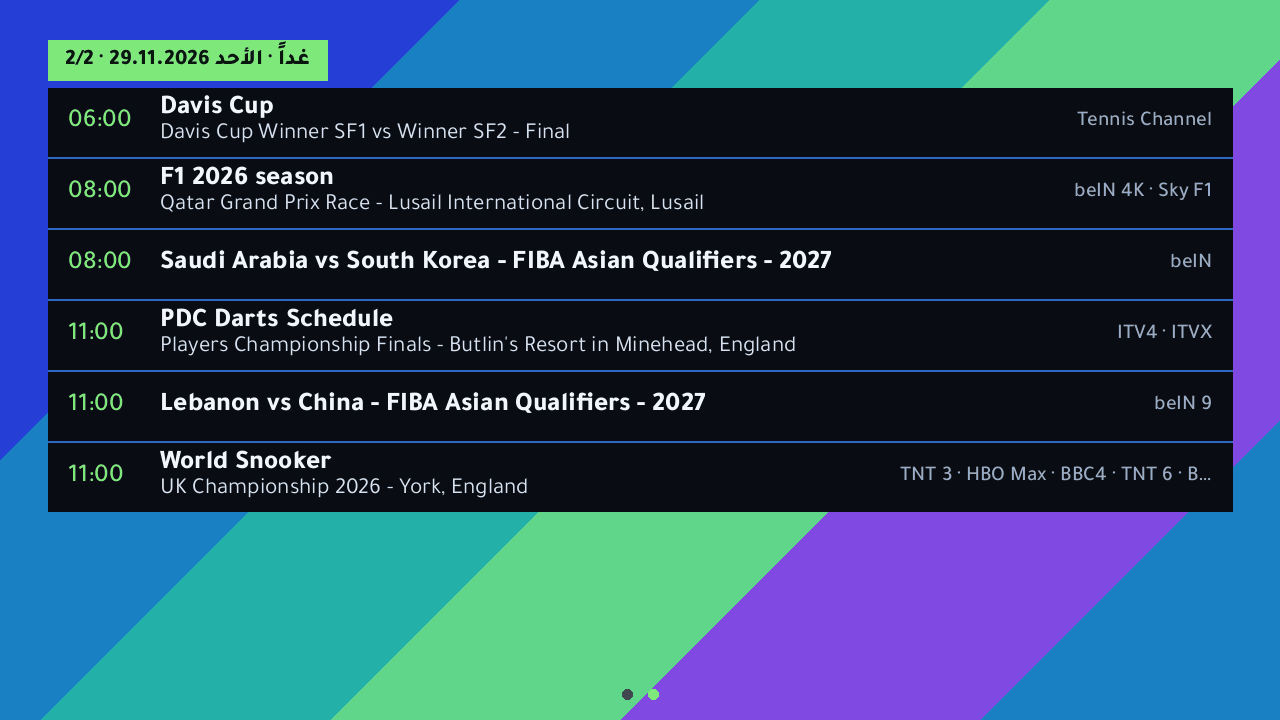 غداً · الأحد 29.11.2026 · 2/2
06:00
Davis Cup
Davis Cup Winner SF1 vs Winner SF2 - Final
Tennis Channel
08:00
F1 2026 season
Qatar Grand Prix Race - Lusail International Circuit, Lusail
beIN 4K · Sky F1
08:00
Saudi Arabia vs South Korea - FIBA Asian Qualifiers - 2027
beIN
11:00
PDC Darts Schedule
Players Championship Finals - Butlin's Resort in Minehead, England
ITV4 · ITVX
11:00
Lebanon vs China - FIBA Asian Qualifiers - 2027
beIN 9
11:00
World Snooker
UK Championship 2026 - York, England
TNT 3 · HBO Max · BBC4 · TNT 6 · B...